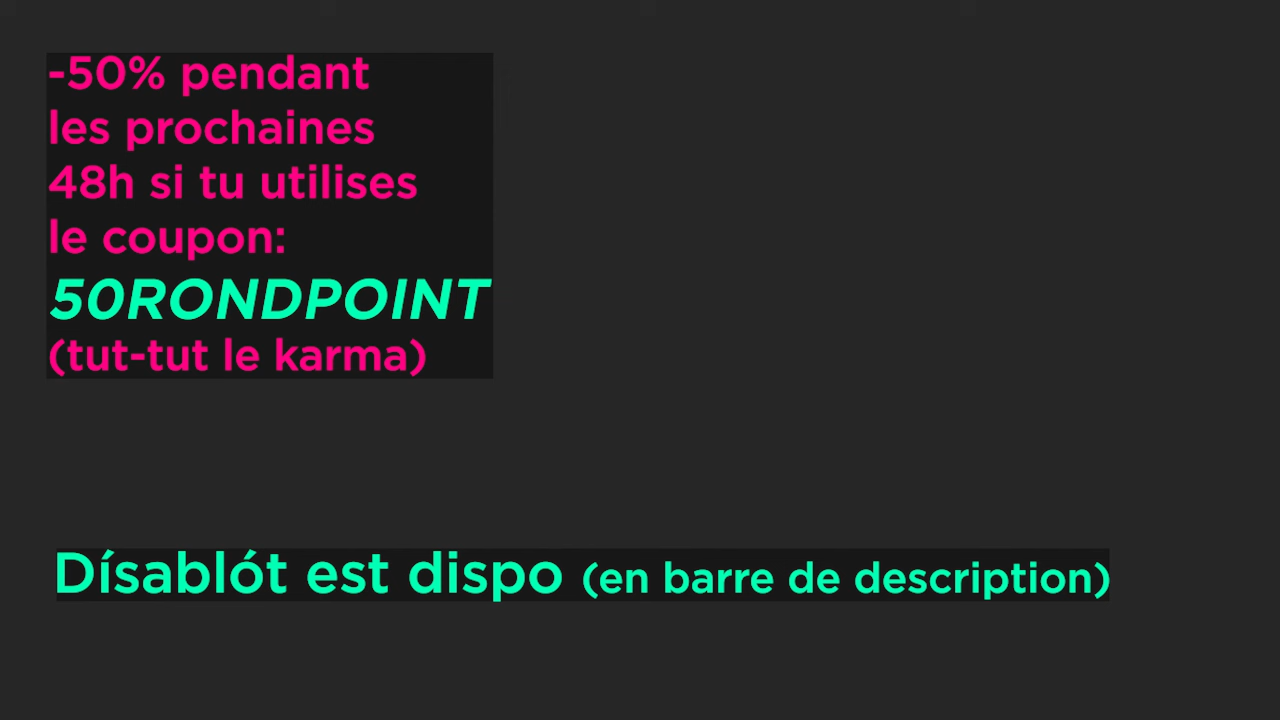 -50% pendant
les prochaines
48h si tu utilises
le coupon:
50RONDPOINT
(tut-tut le karma)
Dísablót est dispo (en barre de description)